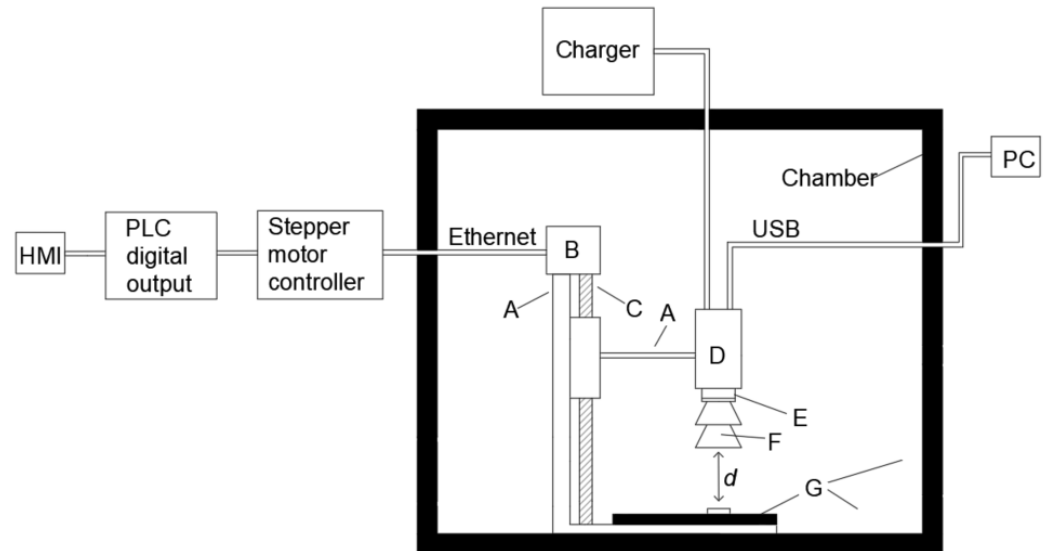 Charger
PC
Chamber
USB
HMI
PLC
digital
output
Stepper
motor
controller
Ethernet
B
A
C
A
D
E
F
d
G